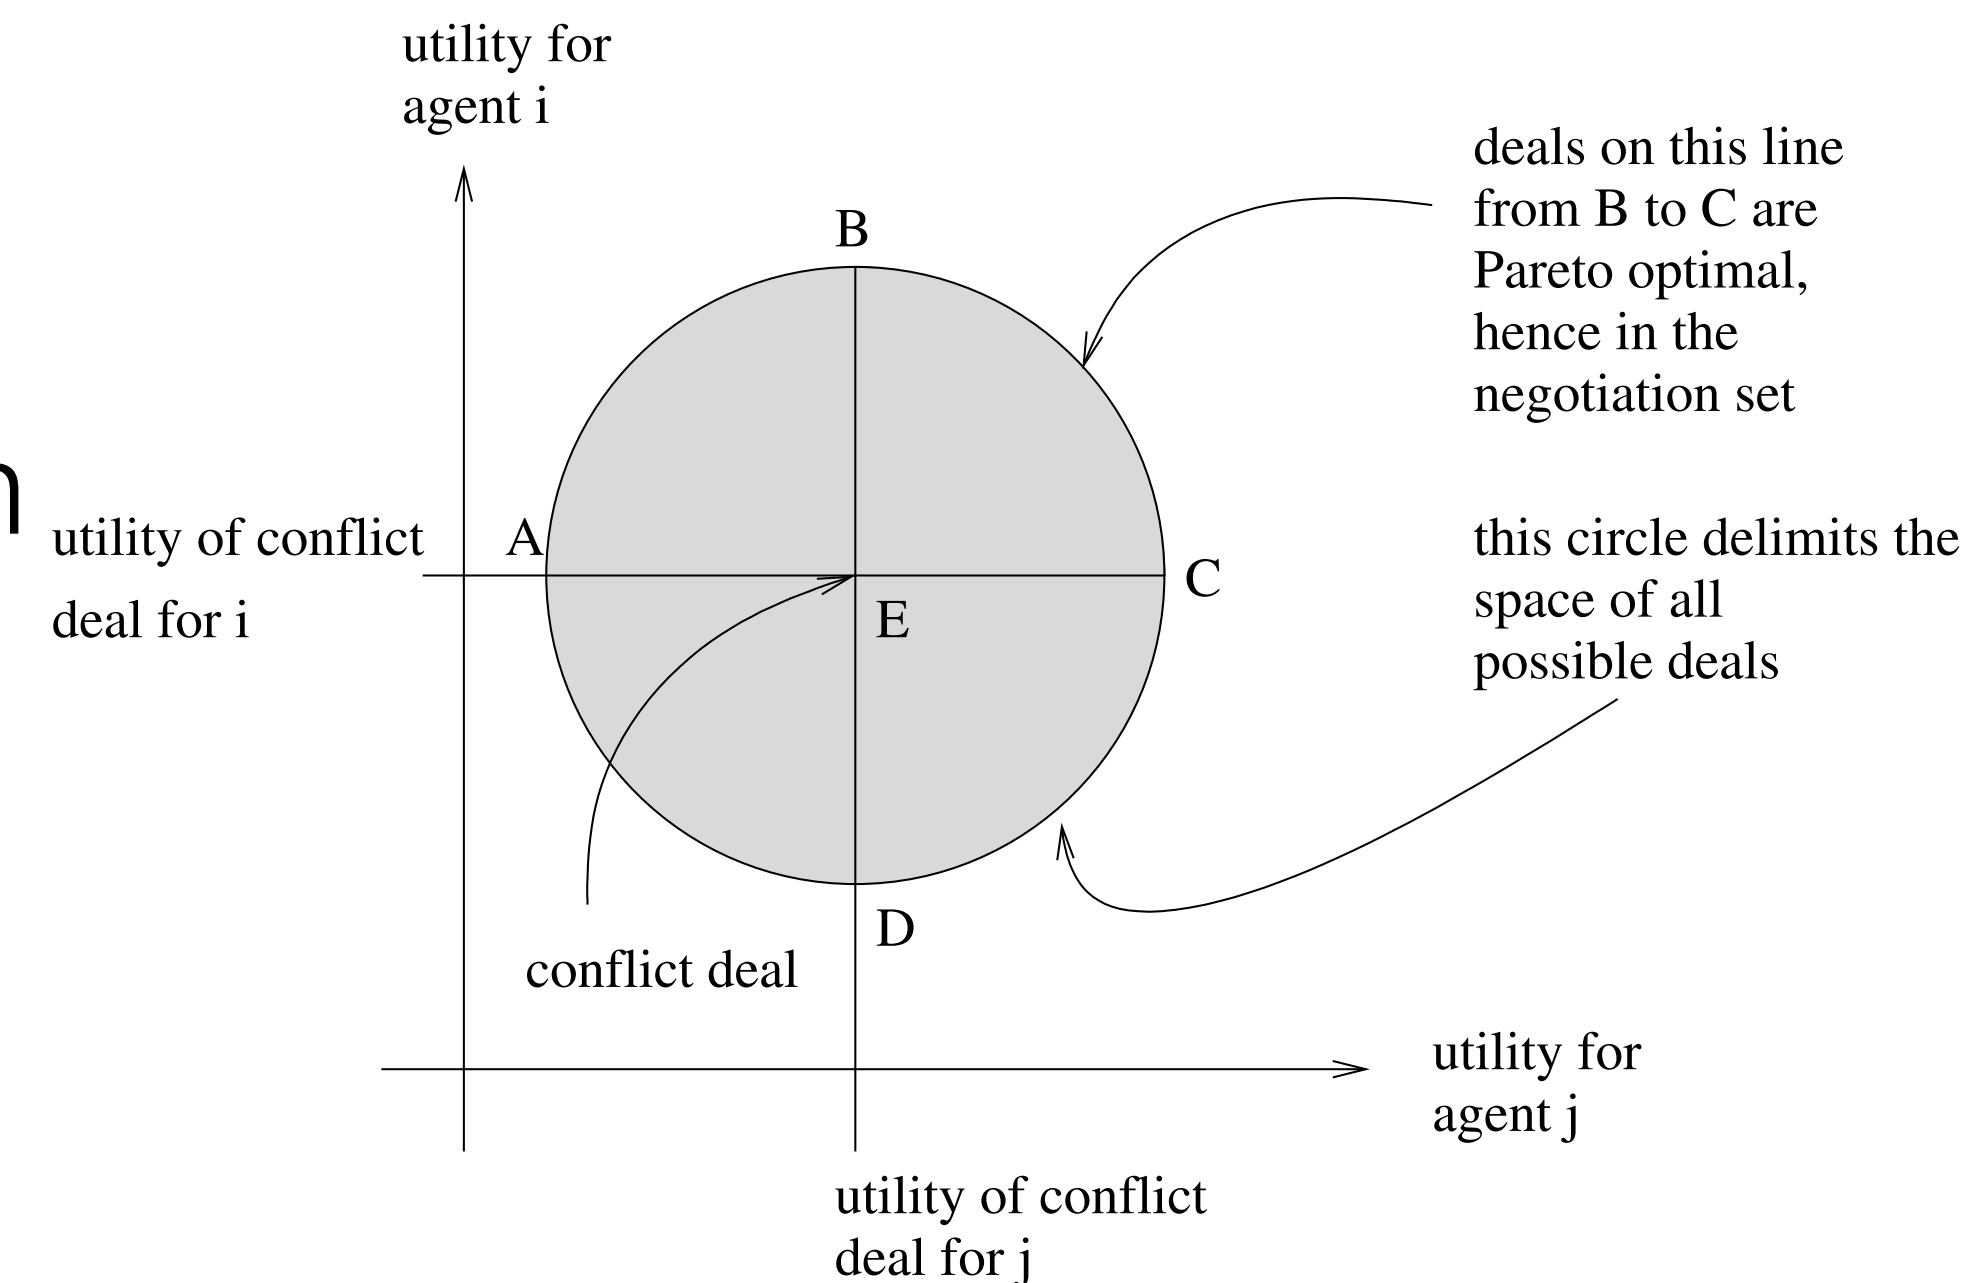 utility for
agent i
deals on this line
from B to C are
Pareto optimal,
hence in the
negotiation set
B
n
utility of conflict
deal for i
A
C
E
this circle delimits the
space of all
possible deals
D
conflict deal
utility for
agent j
utility of conflict
deal for j